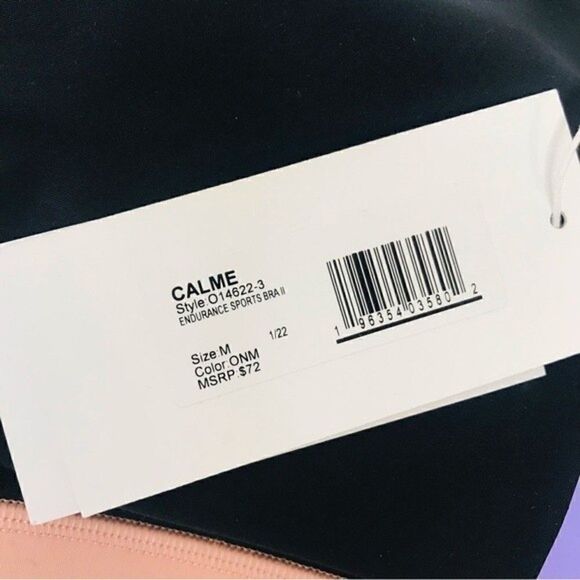 CALME
Style:O14622-3
ENDURANCE SPORTS BRA II
1/22
Size:M
Color:ONM
MSRP:$72
1 96354 03580 2